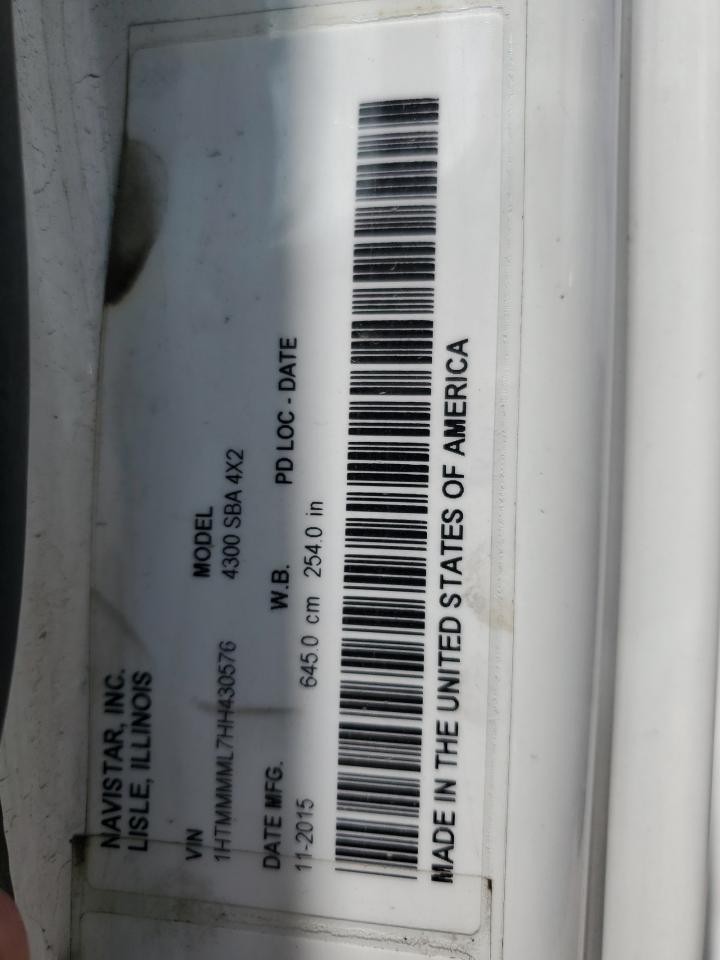 NAVISTAR, INC.
LISLE, ILLINOIS
VIN
MODEL
1HTMMMML7HH430576
4300 SBA 4X2
DATE MFG.
W.B.
PD LOC - DATE
11-2015
645.0 cm 254.0 in
MADE IN THE UNITED STATES OF AMERICA